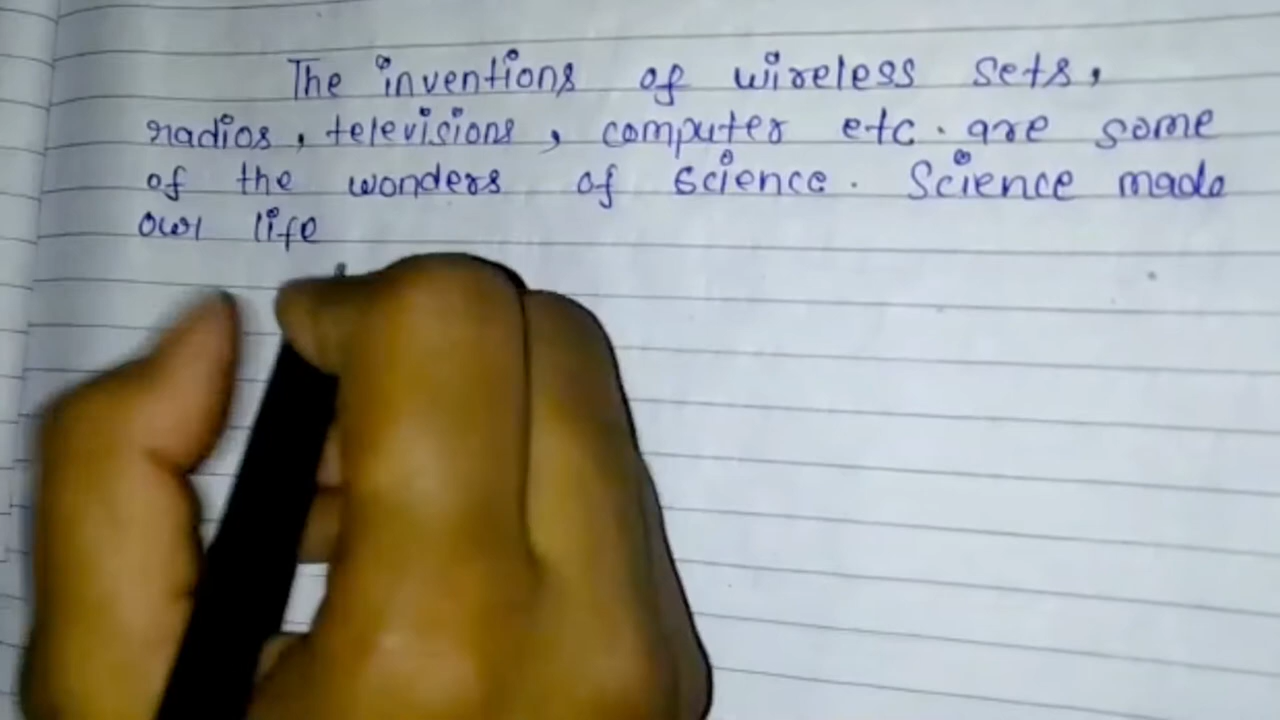 The inventions of wireless sets,
radios, televisions, computer etc. are some
of the wonders of science. Science made
our life